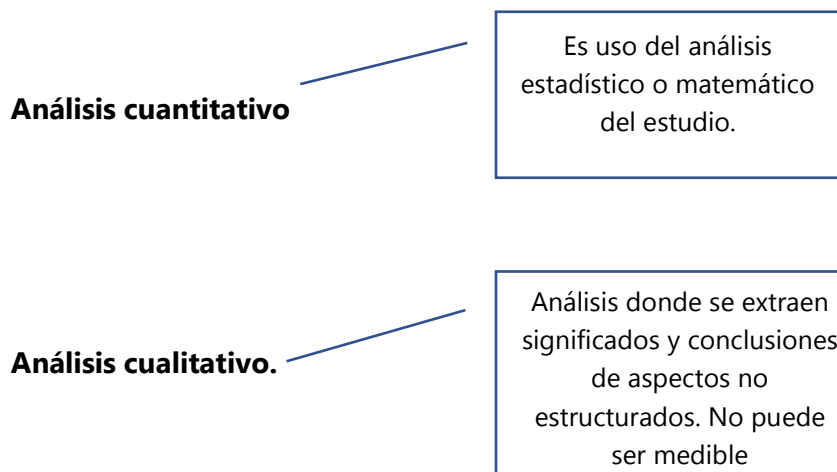 Análisis cuantitativo
Es uso del análisis
estadístico o matemático
del estudio.
Análisis cualitativo.
Análisis donde se extraen
significados y conclusiones
de aspectos no
estructurados. No puede
ser medible